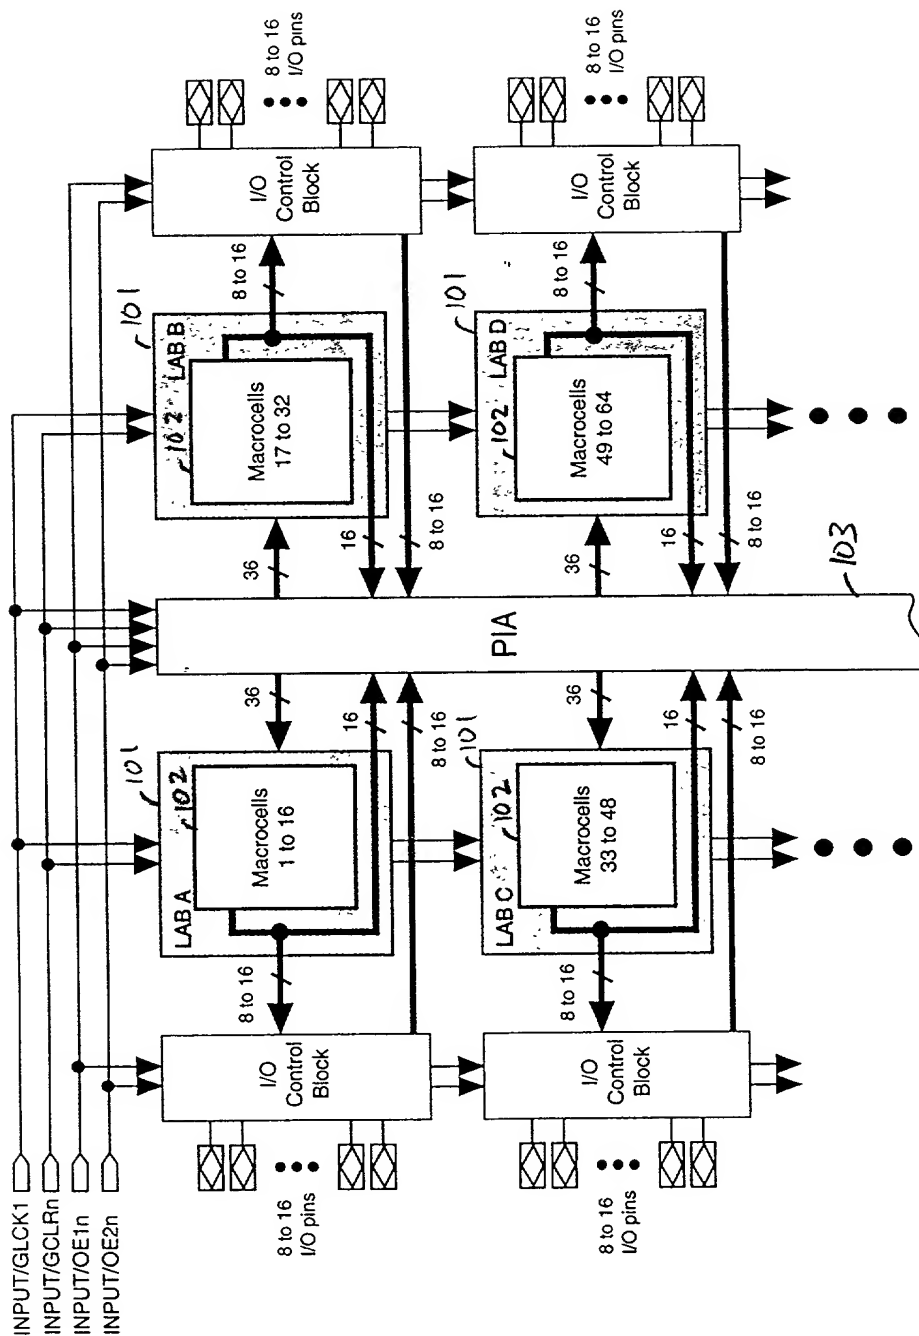 INPUT/GLCK1
INPUT/GCLRn
INPUT/OE1n
INPUT/OE2n
8 to 16
I/O pins
I/O
Control
Block
8 to 16
LAB A
101
102
Macrocells
1 to 16
36
16
8 to 16
PIA
36
16
8 to 16
101
102
LAB B
Macrocells
17 to 32
8 to 16
I/O
Control
Block
8 to 16
I/O pins
8 to 16
I/O pins
I/O
Control
Block
8 to 16
LAB C
101
102
Macrocells
33 to 48
36
16
8 to 16
36
16
8 to 16
101
102
LAB D
Macrocells
49 to 64
8 to 16
I/O
Control
Block
8 to 16
I/O pins
103